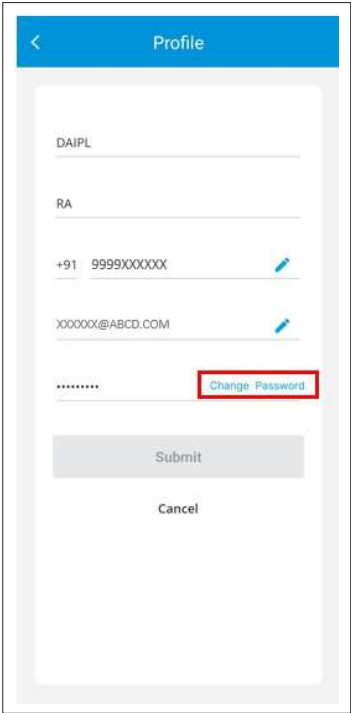 Profile
DAIPL
RA
+91 9999XXXXXX
XXXXXX@ABCD.COM
••••••••• Change Password
Submit
Cancel